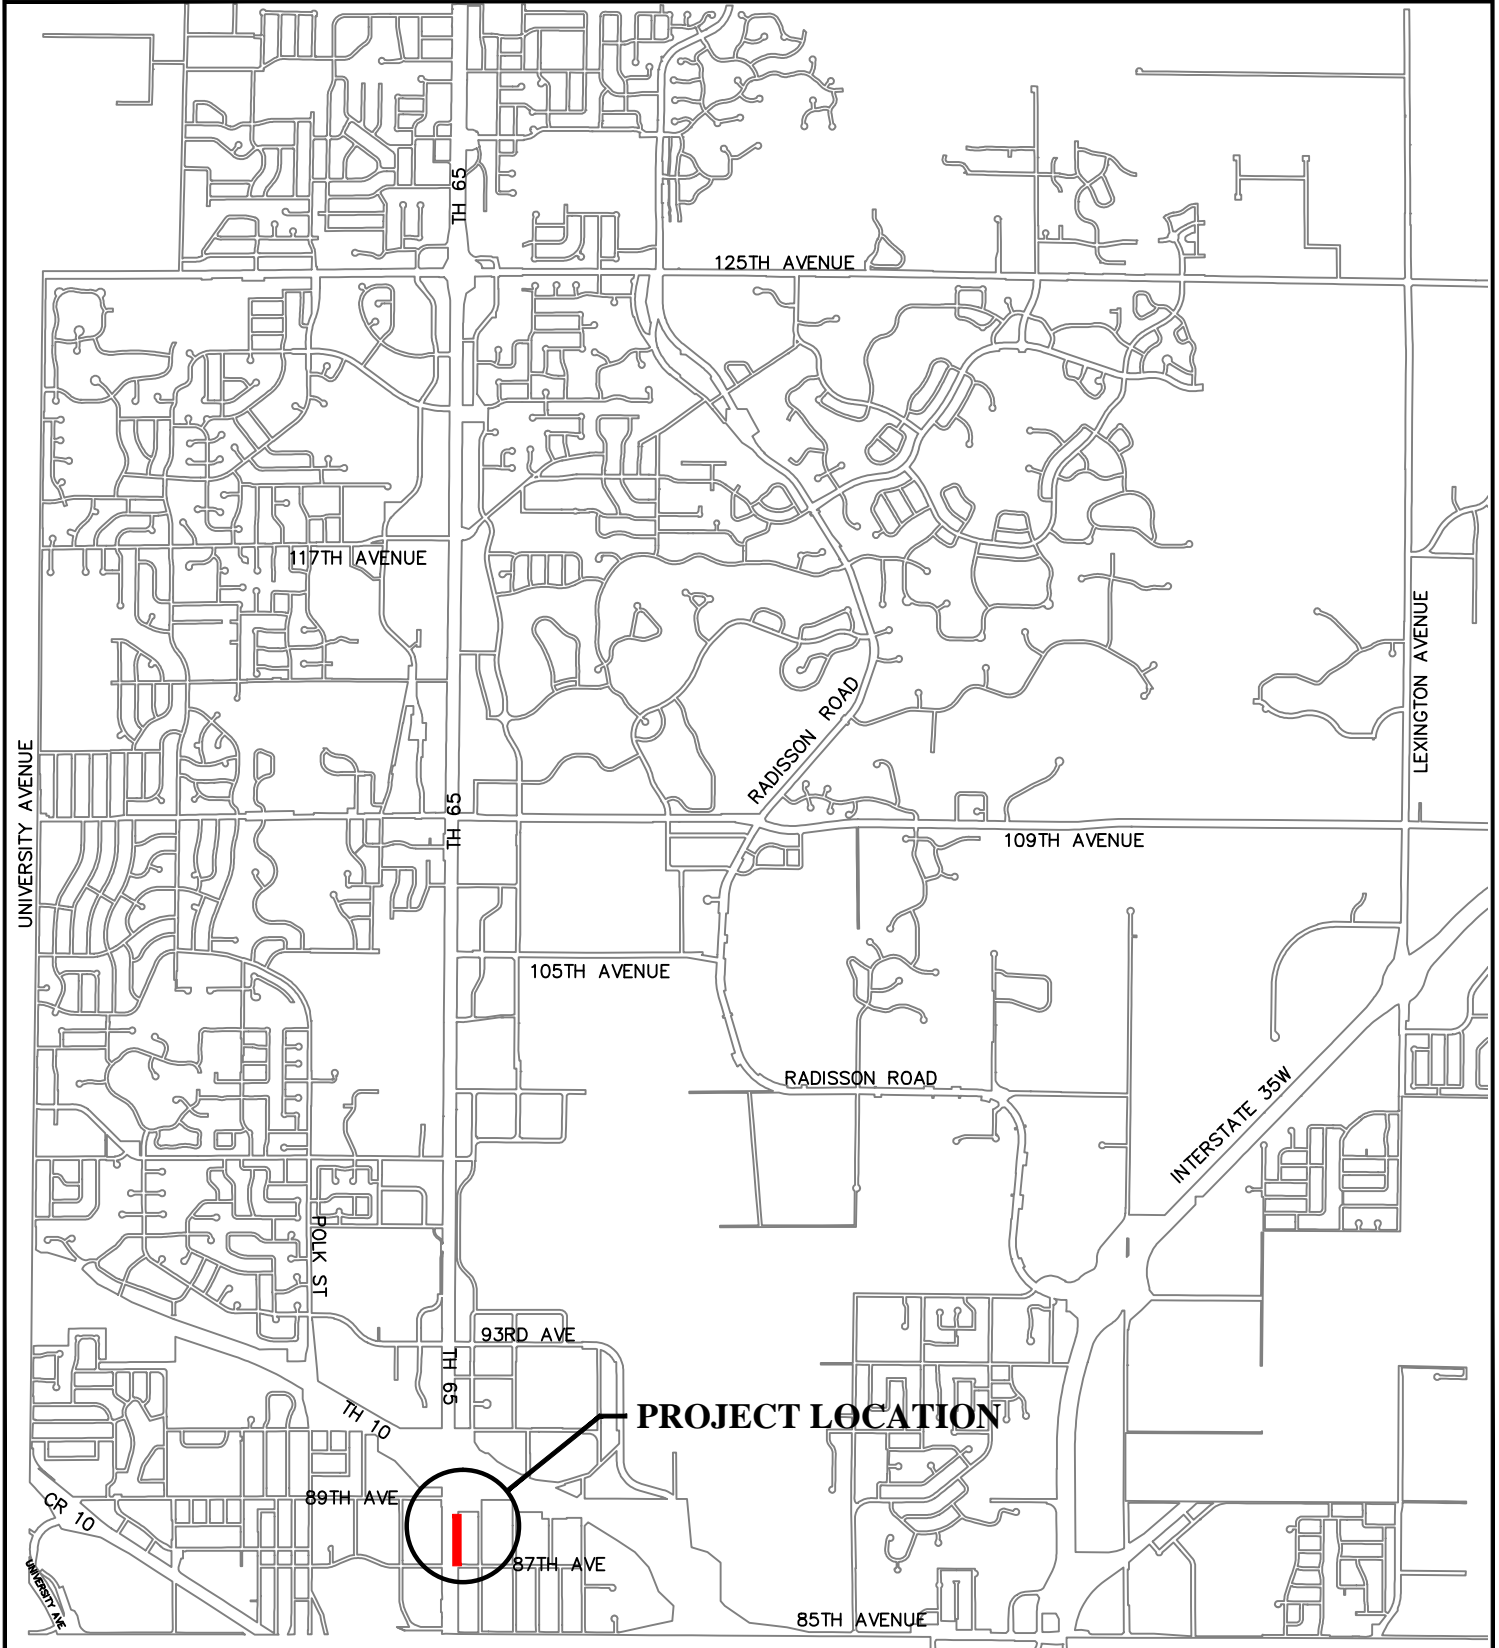 TH 65
125TH AVENUE
117TH AVENUE
LEXINGTON AVENUE
RADISSON ROAD
UNIVERSITY AVENUE
TH 65
109TH AVENUE
105TH AVENUE
RADISSON ROAD
INTERSTATE 35W
POLK ST
93RD AVE
TH 65
TH 10
PROJECT LOCATION
89TH AVE
CR 10
87TH AVE
UNIVERSITY AVE
85TH AVENUE